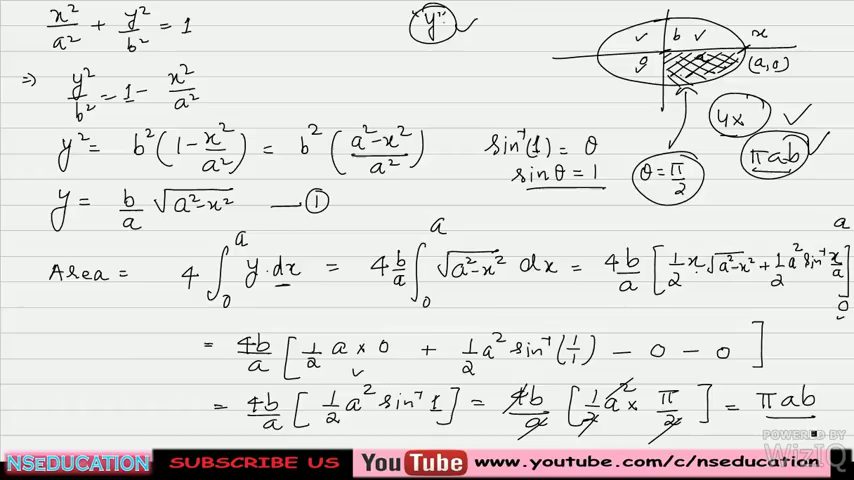 x²/a² + y²/b² = 1
"y"
b
x
0
(a,0)
⇒ y²/b² = 1 - x²/a²
4x
y² = b²(1 - x²/a²) = b²((a²-x²)/a²)
sin⁻¹(1) = θ
πab
sinθ = 1
θ = π/2
y = b/a √(a²-x²) — ①
Area = 4∫₀ᵃ y.dx = 4b/a ∫₀ᵃ √(a²-x²) dx = 4b/a [1/2 x.√(a²-x²) + 1/2 a² sin⁻¹ x/a]₀ᵃ
= 4b/a [1/2 a × 0 + 1/2 a² sin⁻¹(1/1) - 0 - 0]
= 4b/a [1/2 a² sin⁻¹ 1] = 4b/a [1/2 a² × π/2] = πab
POWERED BY
WizIQ
NSEDUCATION SUBSCRIBE US YouTube www.youtube.com/c/nseducation